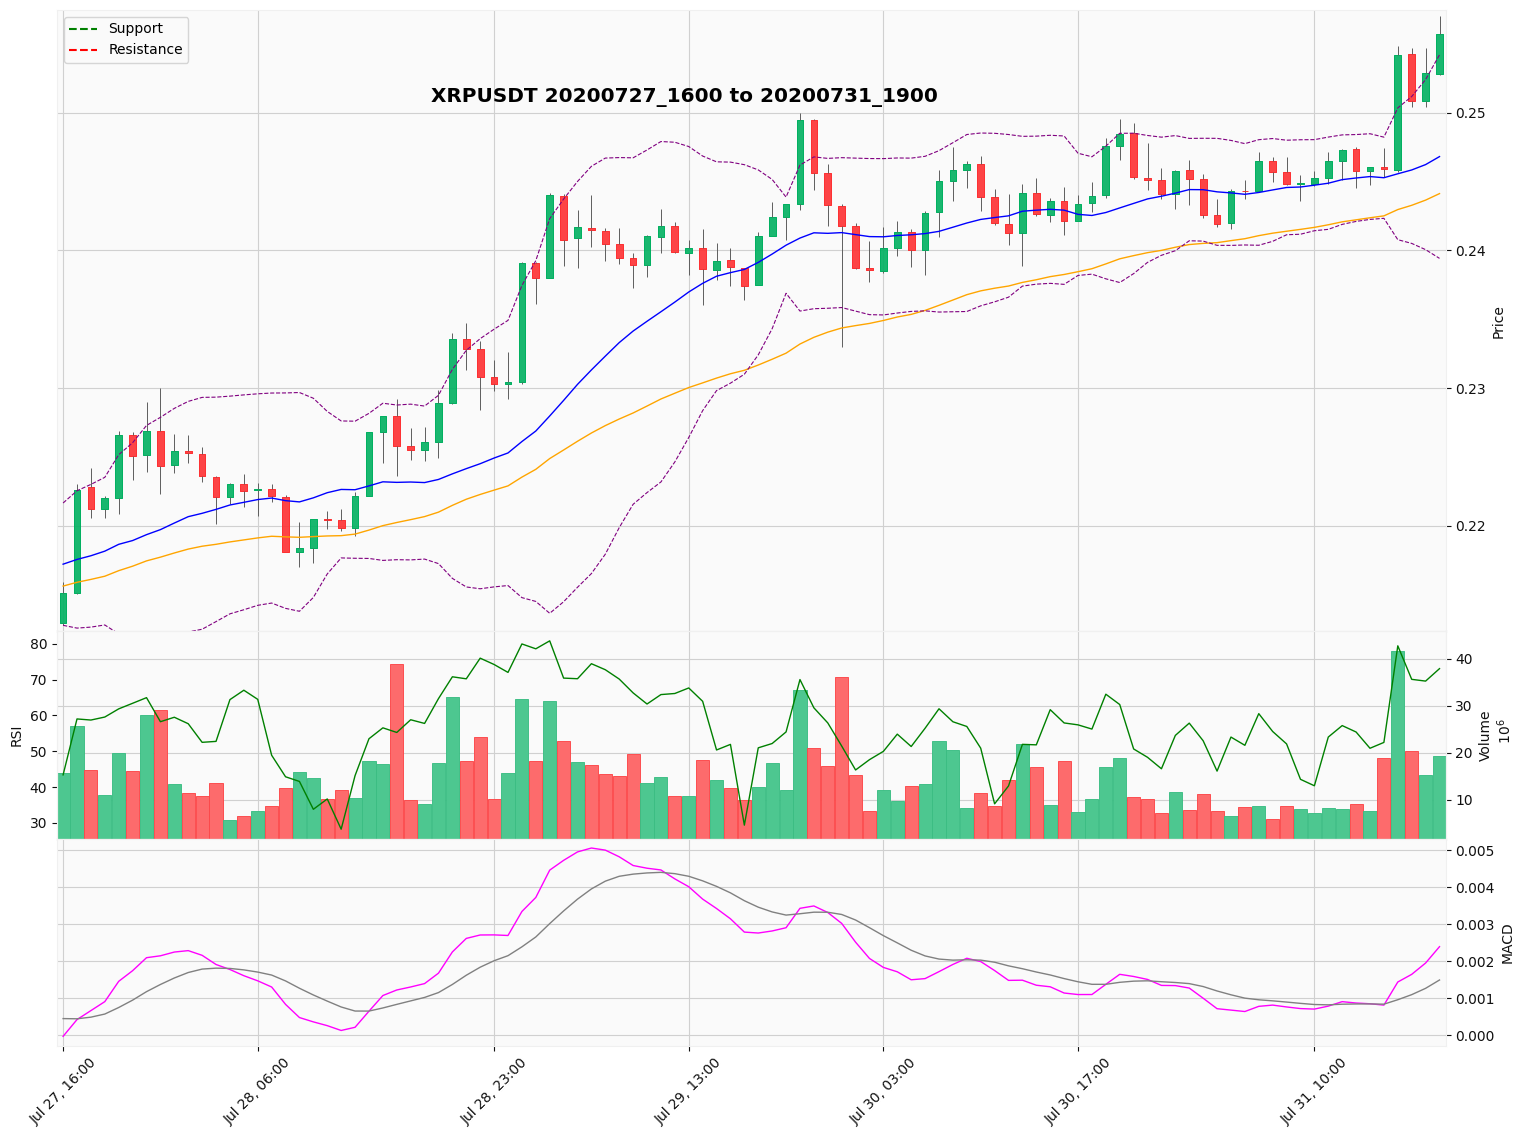 Support
Resistance
XRPUSDT 20200727_1600 to 20200731_1900
0.25
0.24
0.23
0.22
Price
80
70
60
50
40
30
RSI
40
30
20
10
Volume
10^6
0.005
0.004
0.003
0.002
0.001
0.000
MACD
Jul 27, 16:00
Jul 28, 06:00
Jul 28, 23:00
Jul 29, 13:00
Jul 30, 03:00
Jul 30, 17:00
Jul 31, 10:00